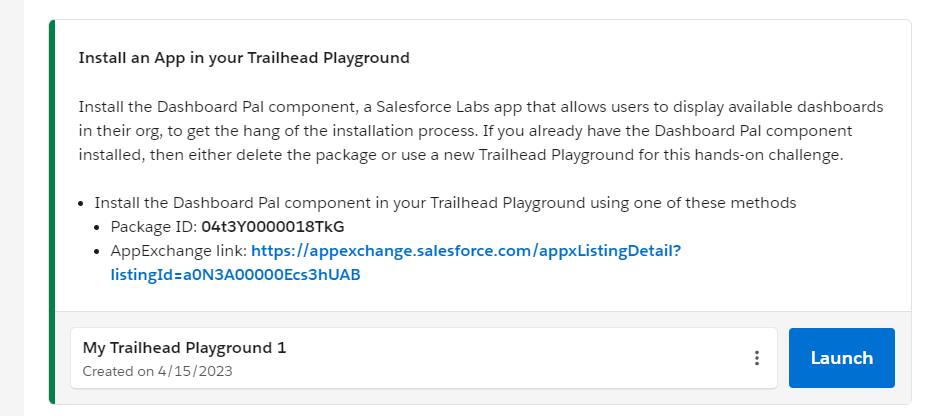 Install an App in your Trailhead Playground
Install the Dashboard Pal component, a Salesforce Labs app that allows users to display available dashboards
in their org, to get the hang of the installation process. If you already have the Dashboard Pal component
installed, then either delete the package or use a new Trailhead Playground for this hands-on challenge.
• Install the Dashboard Pal component in your Trailhead Playground using one of these methods
• Package ID: 04t3Y0000018TkG
• AppExchange link: https://appexchange.salesforce.com/appxListingDetail?
listingId=a0N3A00000Ecs3hUAB
My Trailhead Playground 1
Created on 4/15/2023
Launch